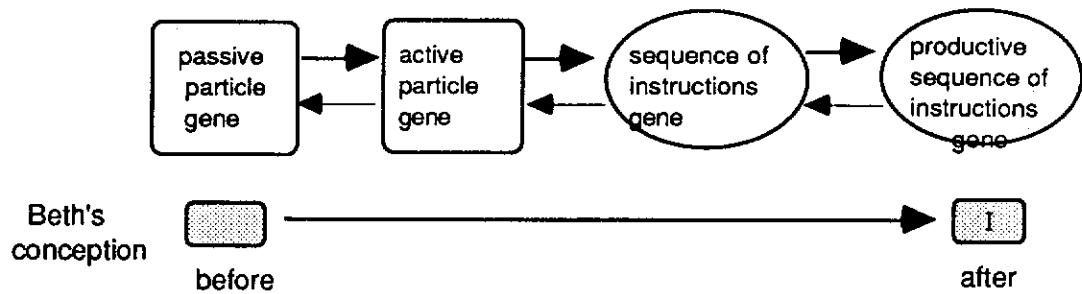 passive
particle
gene
active
particle
gene
sequence of
instructions
gene
productive
sequence of
instructions
gene
Beth's
conception
before
I
after